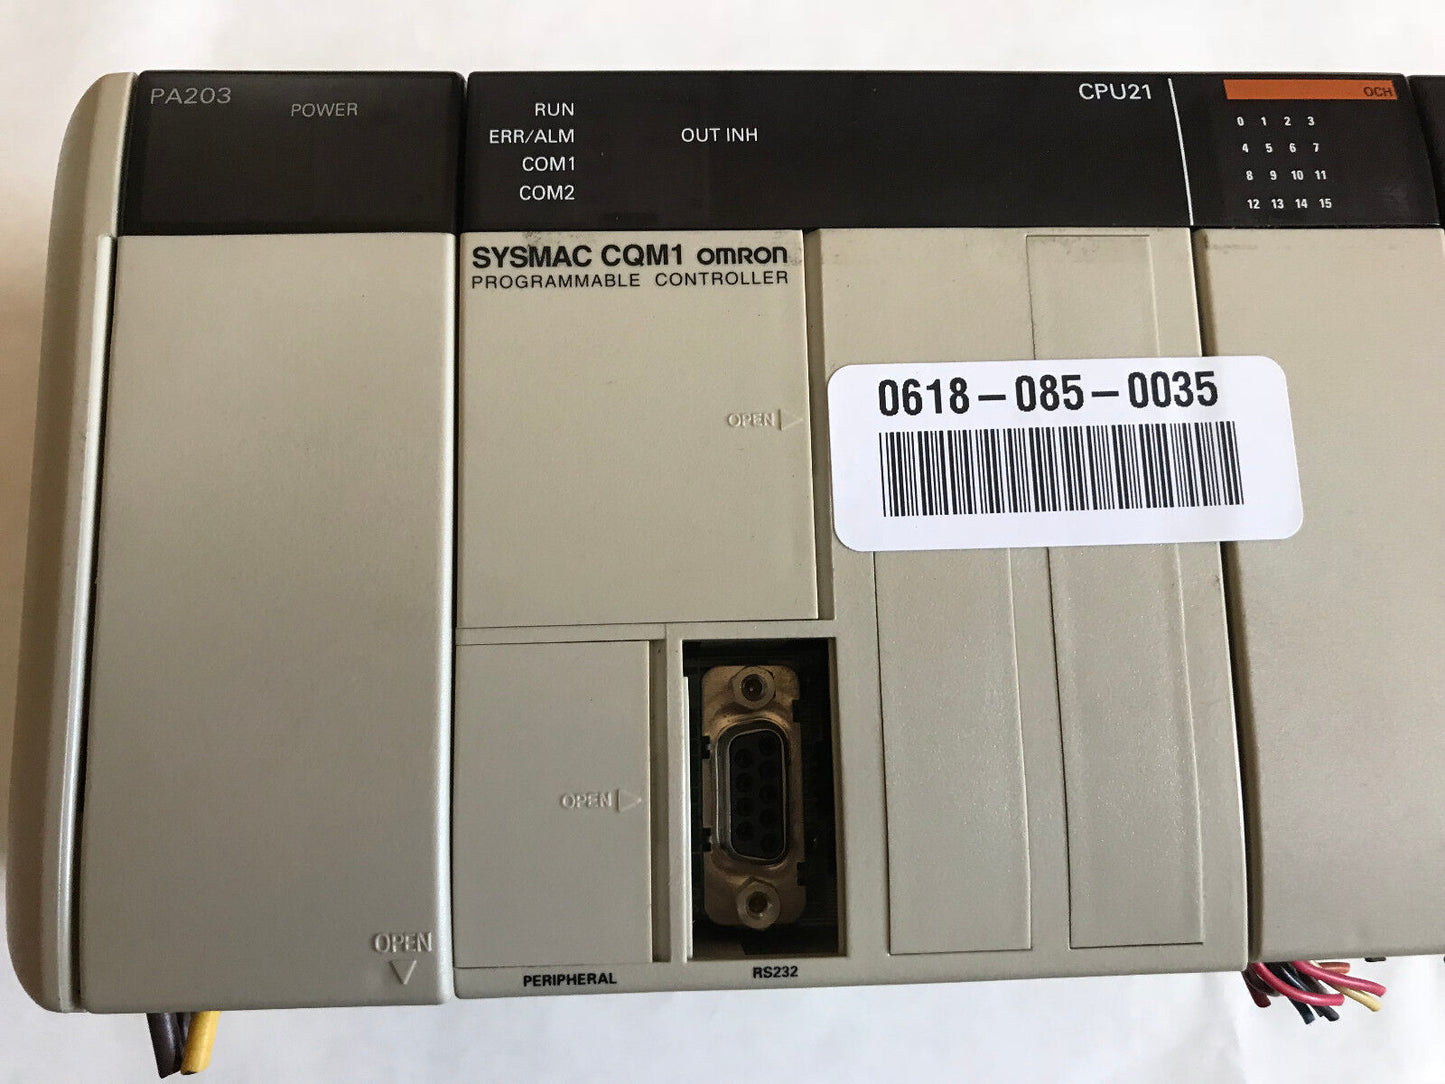 PA203
POWER
RUN
ERR/ALM
COM1
COM2
OUT INH
CPU21
OCH
0 1 2 3
4 5 6 7
8 9 10 11
12 13 14 15
SYSMAC CQM1 omron
PROGRAMMABLE CONTROLLER
OPEN
0618-085-0035
OPEN
OPEN
PERIPHERAL
RS232